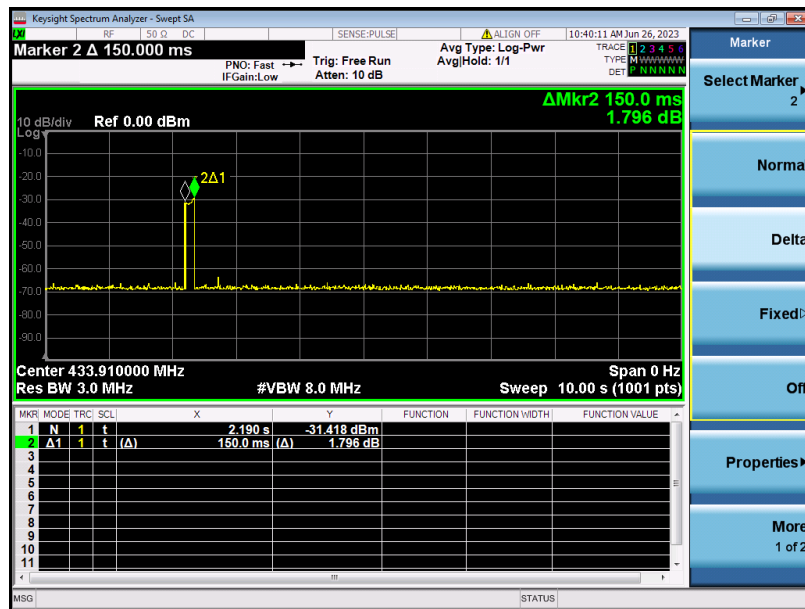 Keysight Spectrum Analyzer - Swept SA
LXI RF 50 Ω DC SENSE:PULSE ALIGN OFF 10:40:11 AM Jun 26, 2023
Marker 2 Δ 150.000 ms
PNO: Fast
IFGain:Low
Trig: Free Run
Atten: 10 dB
Avg Type: Log-Pwr
Avg|Hold: 1/1
TRACE 1 2 3 4 5 6
TYPE M W W W W W
DET P N N N N N
ΔMkr2 150.0 ms
1.796 dB
10 dB/div Ref 0.00 dBm
Log
-10.0
-20.0
2Δ1
-30.0
-40.0
-50.0
-60.0
-70.0
-80.0
-90.0
Center 433.910000 MHz Span 0 Hz
Res BW 3.0 MHz #VBW 8.0 MHz Sweep 10.00 s (1001 pts)
MKR MODE TRC SCL X Y FUNCTION FUNCTION WIDTH FUNCTION VALUE
1 N 1 t 2.190 s -31.418 dBm
2 Δ1 1 t (Δ) 150.0 ms (Δ) 1.796 dB
3
4
5
6
7
8
9
10
11
MSG STATUS
Marker
Select Marker
2
Normal
Delta
Fixed
Off
Properties
More
1 of 2